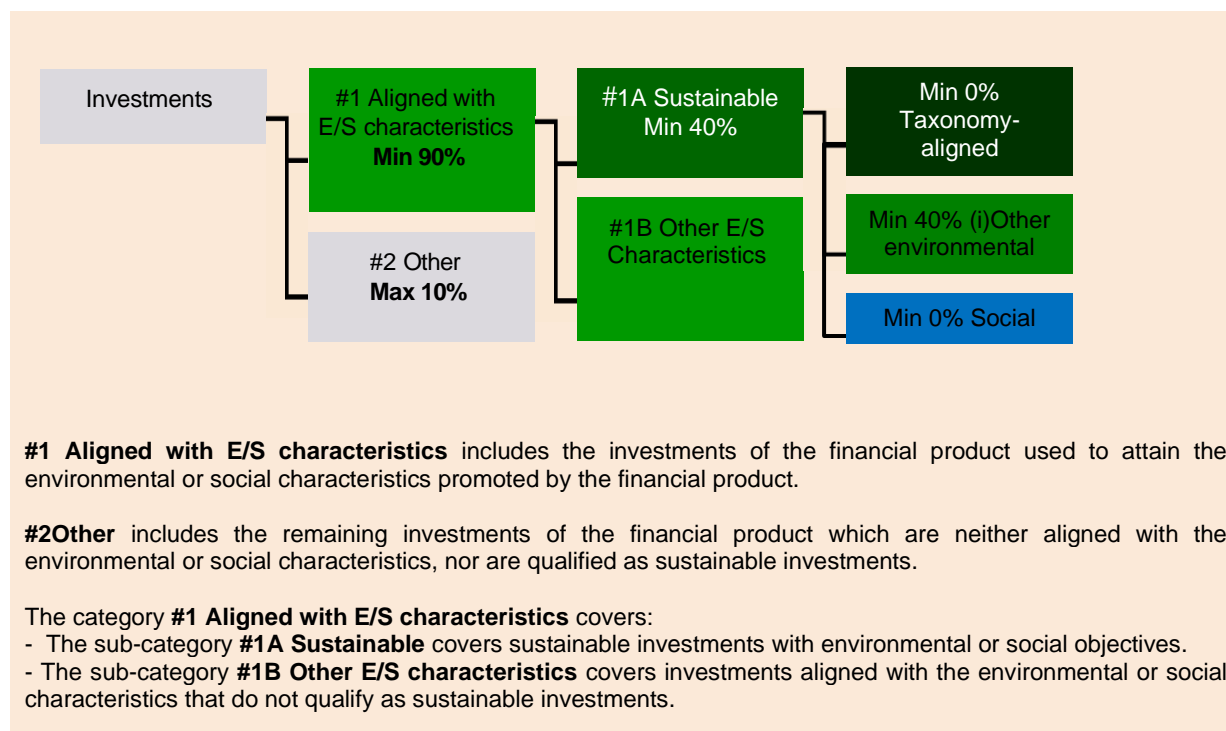 Investments
#1 Aligned with
E/S characteristics
Min 90%
#2 Other
Max 10%
#1A Sustainable
Min 40%
#1B Other E/S
Characteristics
Min 0%
Taxonomy-
aligned
Min 40% (i)Other
environmental
Min 0% Social
#1 Aligned with E/S characteristics includes the investments of the financial product used to attain the
environmental or social characteristics promoted by the financial product.
#2Other includes the remaining investments of the financial product which are neither aligned with the
environmental or social characteristics, nor are qualified as sustainable investments.
The category #1 Aligned with E/S characteristics covers:
- The sub-category #1A Sustainable covers sustainable investments with environmental or social objectives.
- The sub-category #1B Other E/S characteristics covers investments aligned with the environmental or social
characteristics that do not qualify as sustainable investments.